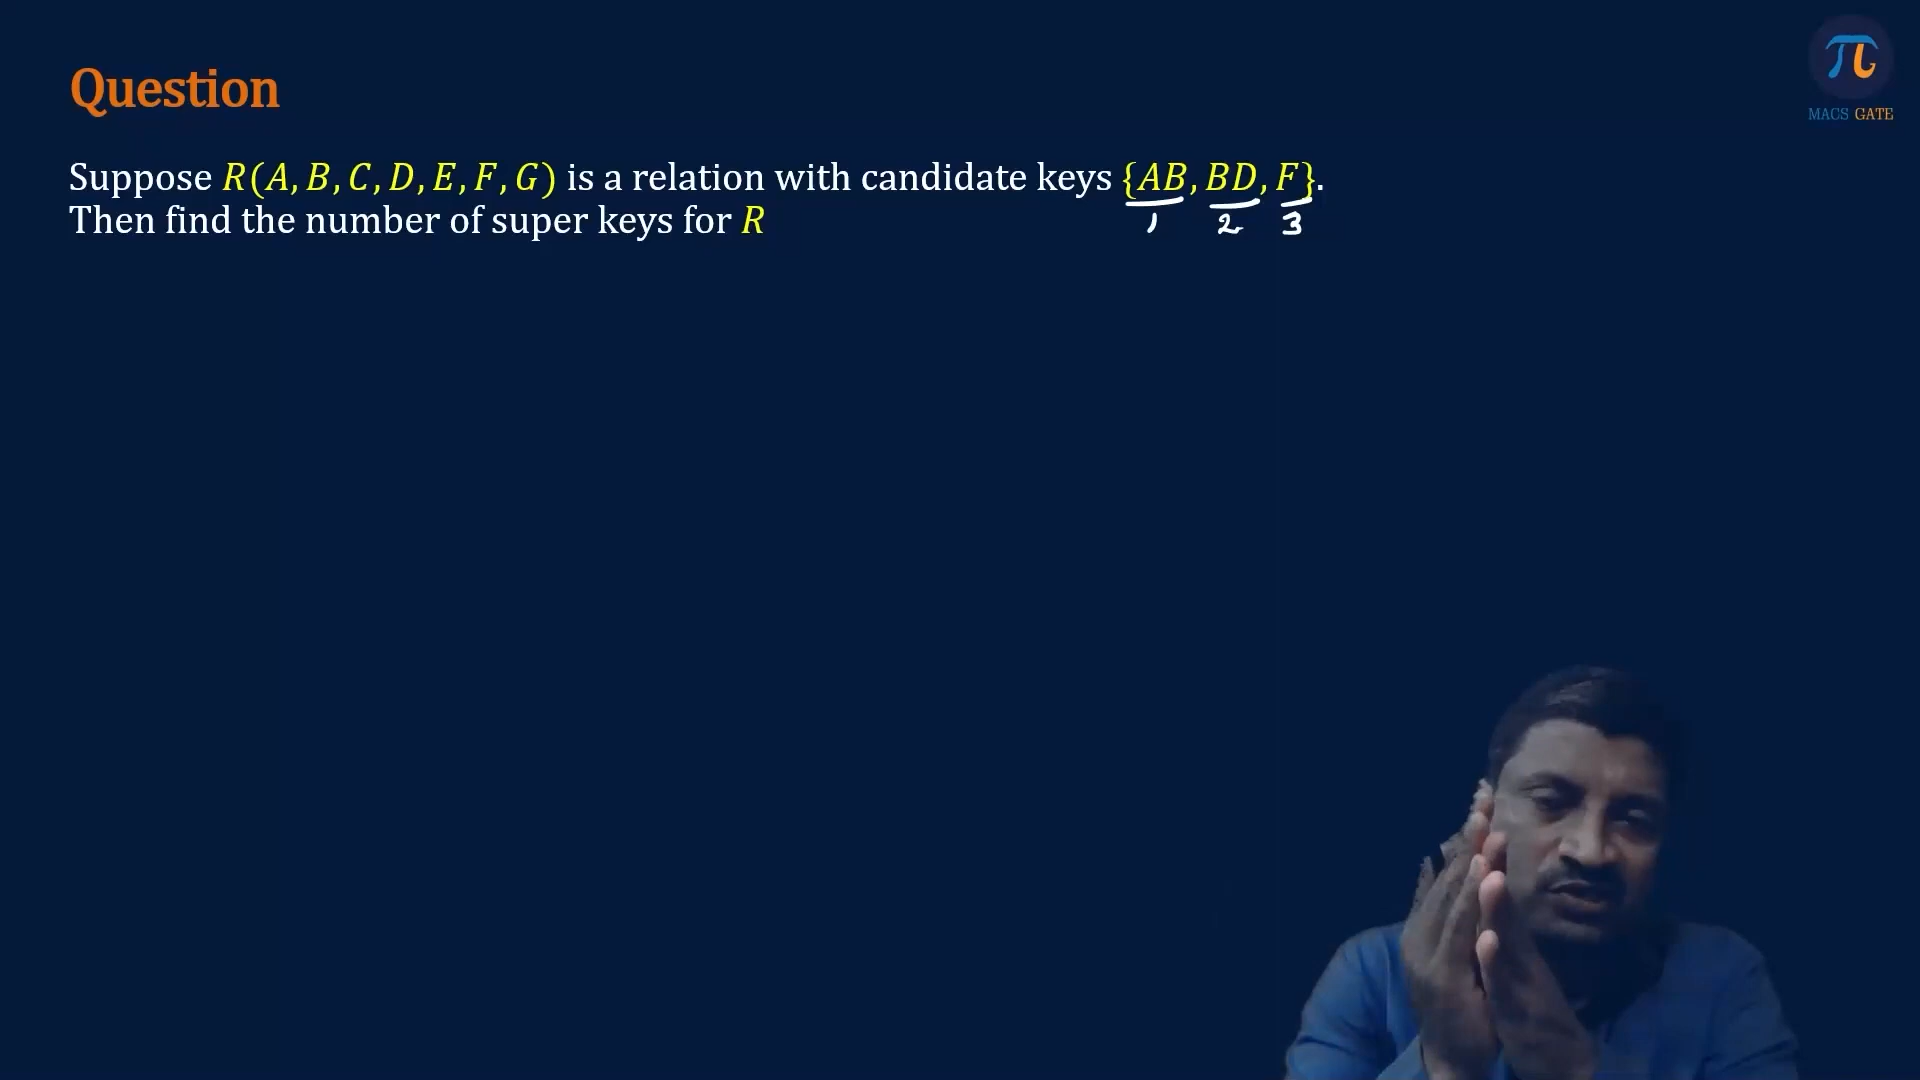 Question
MACS GATE
Suppose R(A, B, C, D, E, F, G) is a relation with candidate keys {AB, BD, F}.
Then find the number of super keys for R
1 2 3